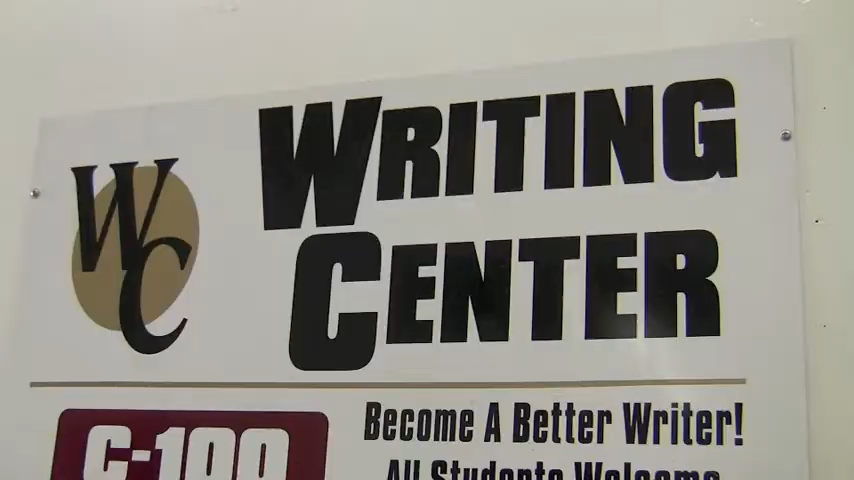 WC
WRITING
CENTER
C-100
Become A Better Writer!
All Students Welcome